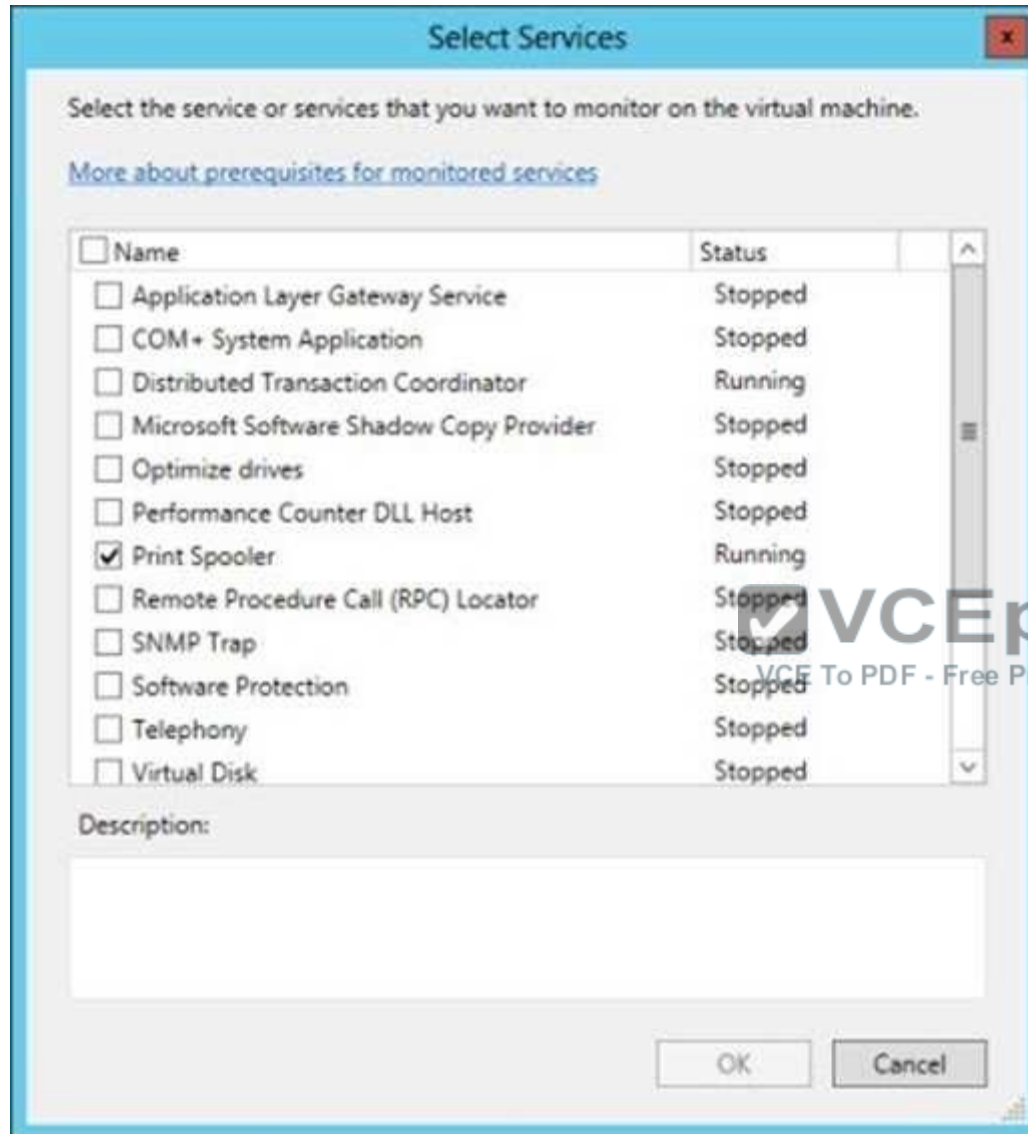 Select Services
x
Select the service or services that you want to monitor on the virtual machine.
More about prerequisites for monitored services
Name Status
Application Layer Gateway Service Stopped
COM+ System Application Stopped
Distributed Transaction Coordinator Running
Microsoft Software Shadow Copy Provider Stopped
Optimize drives Stopped
Performance Counter DLL Host Stopped
Print Spooler Running
Remote Procedure Call (RPC) Locator Stopped
SNMP Trap Stopped
Software Protection Stopped
Telephony Stopped
Virtual Disk Stopped
VCEp
VCE To PDF - Free P
Description:
OK Cancel